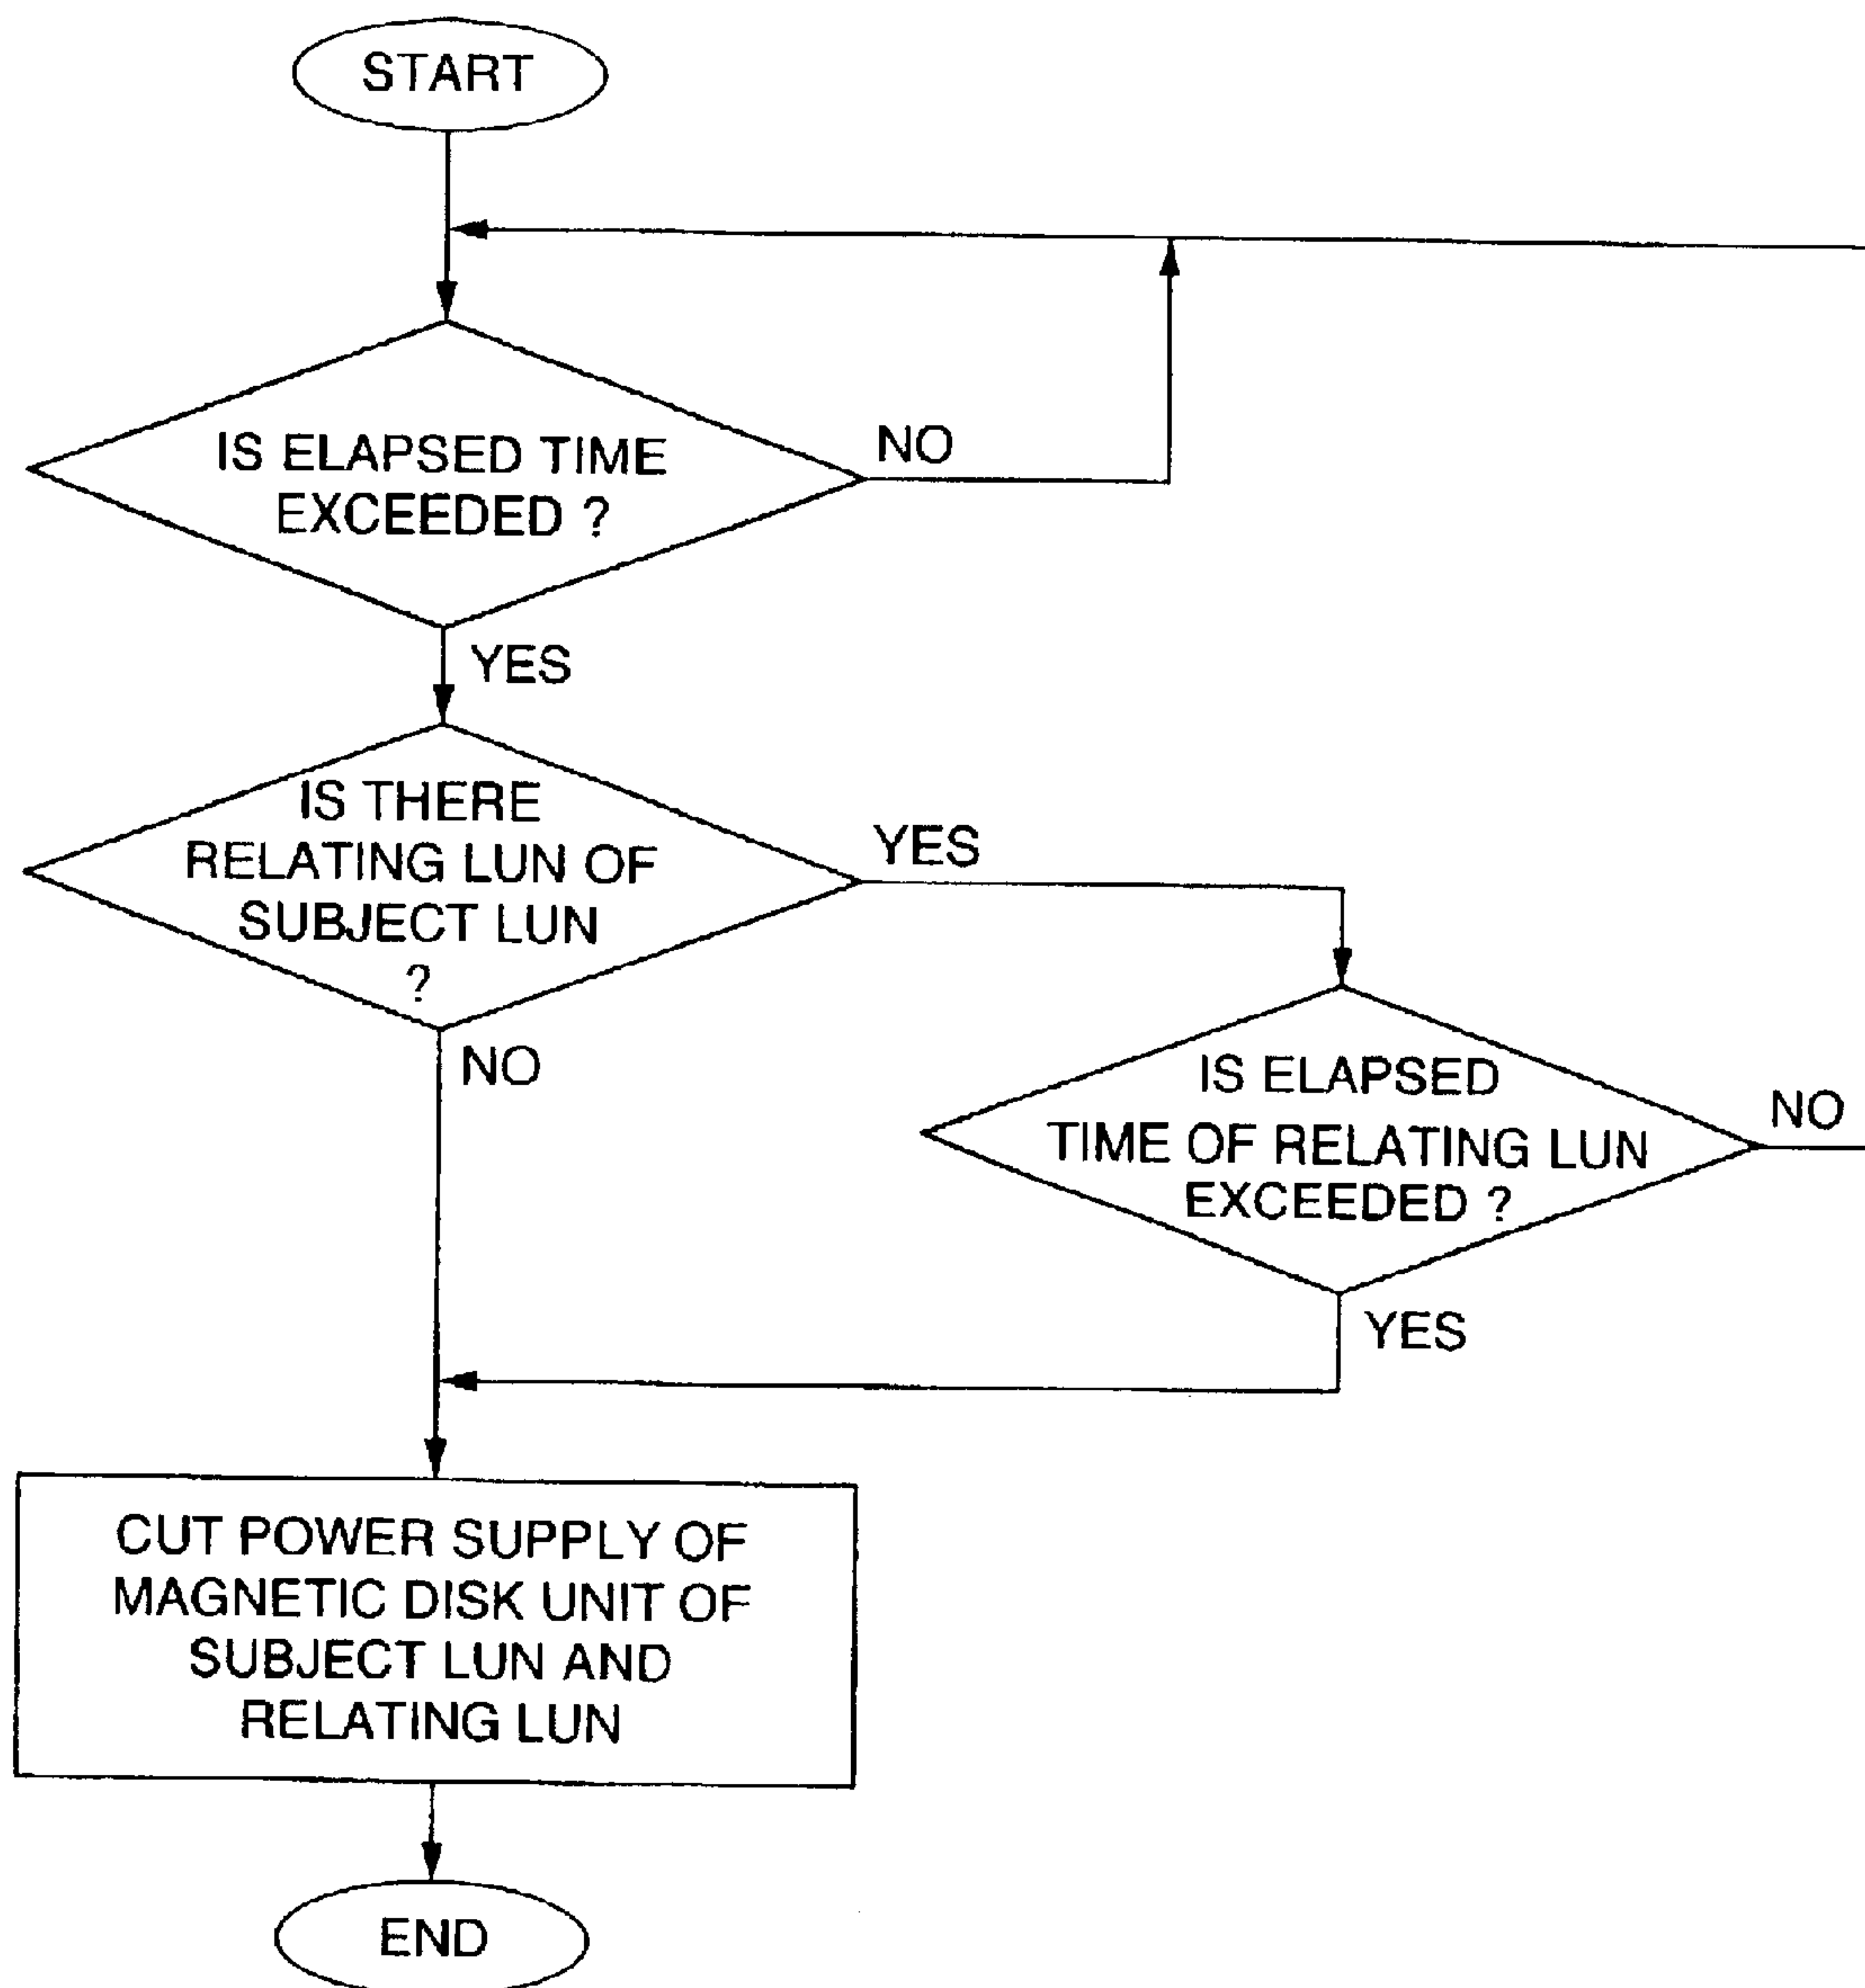 START
IS ELAPSED TIME
EXCEEDED ?
NO
YES
IS THERE
RELATING LUN OF
SUBJECT LUN
?
YES
NO
IS ELAPSED
TIME OF RELATING LUN
EXCEEDED ?
NO
YES
CUT POWER SUPPLY OF
MAGNETIC DISK UNIT OF
SUBJECT LUN AND
RELATING LUN
END